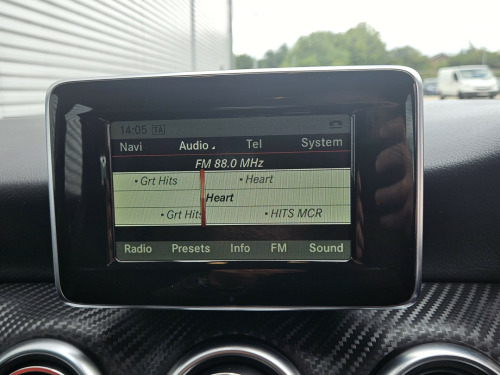 14:05 TA
Navi Audio Tel System
FM 88.0 MHz
• Grt Hits • Heart
Heart
• Grt Hits • HITS MCR
Radio Presets Info FM Sound